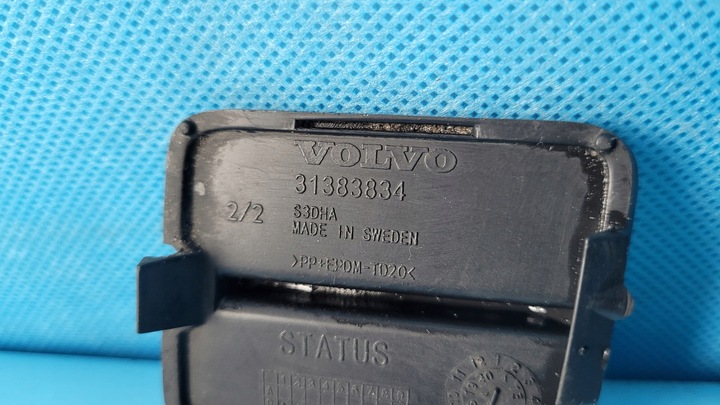 VOLVO
31383834
2/2
S3DHA
MADE IN SWEDEN
>PP+EPDM-TD20<
STATUS